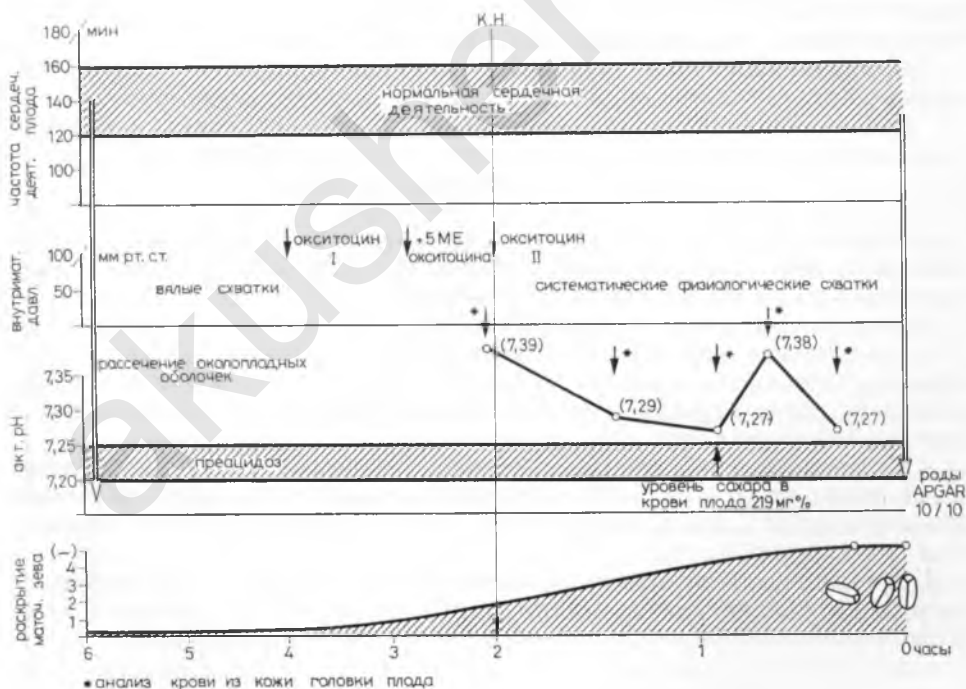 К.Н.
180 мин
160
140
120
100
частота сердеч.
деят. плода
нормальная сердечная
деятельность
окситоцин
I
+5МЕ
окситоцина
окситоцин
II
внутримат.
давл.
100 мм рт. ст.
50
вялые схватки
систематические физиологические схватки
рассечение околоплодных
оболочек
акт. pH
7,35
7,30
7,25
7,20
* (7,39)
* (7,29)
* (7,27)
* (7,38)
* (7,27)
преацидоз
уровень сахара в
крови плода 219 мг%
роды
APGAR
10/10
раскрытие
маточ. зева
(—)
4
3
2
1
6 5 4 3 2 1 0 часы
* анализ крови из кожи головки плода
akusher